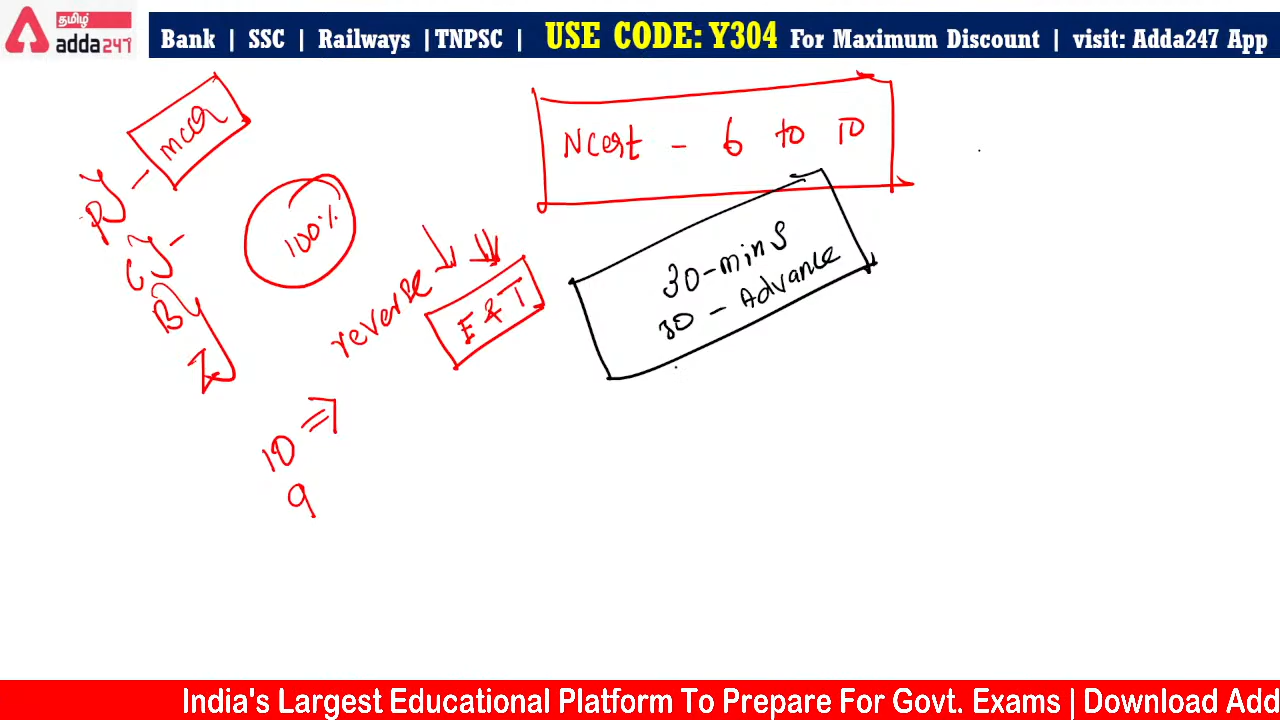 தமிழ்
adda247
Bank | SSC | Railways |TNPSC | USE CODE: Y304 For Maximum Discount | visit: Adda247 App
mcq
Ncert - 6 to 10
100%
30-mins
30 - Advance
reverse
E & T
10 ⇒
9
India's Largest Educational Platform To Prepare For Govt. Exams | Download Add